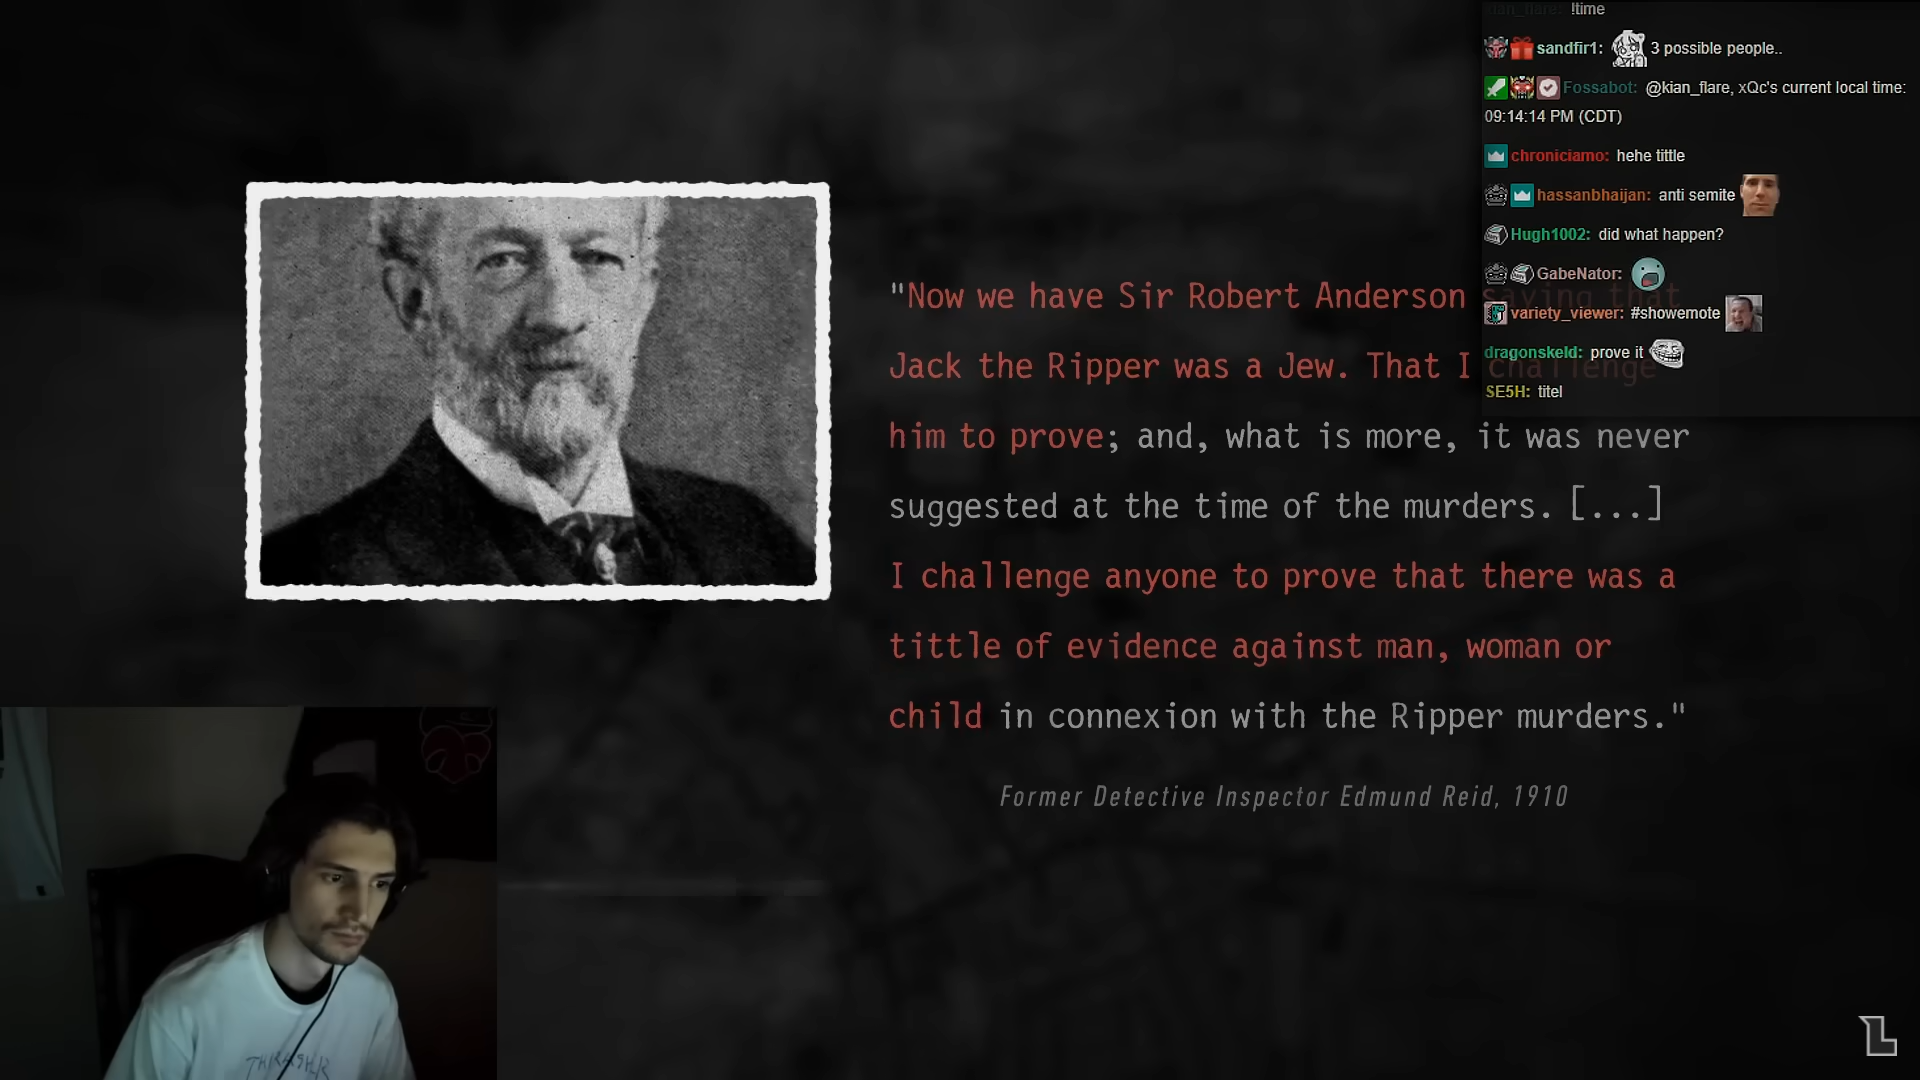 !time
sandfir1: 3 possible people..
Fossabot: @kian_flare, xQc's current local time:
09:14:14 PM (CDT)
chroniciamo: hehe tittle
hassanbhaijan: anti semite
Hugh1002: did what happen?
GabeNator:
variety_viewer: #showemote
dragonskeld: prove it
SE5H: titel
"Now we have Sir Robert Anderson saying that
Jack the Ripper was a Jew. That I challenge
him to prove; and, what is more, it was never
suggested at the time of the murders. [...]
I challenge anyone to prove that there was a
tittle of evidence against man, woman or
child in connexion with the Ripper murders."
Former Detective Inspector Edmund Reid, 1910
L